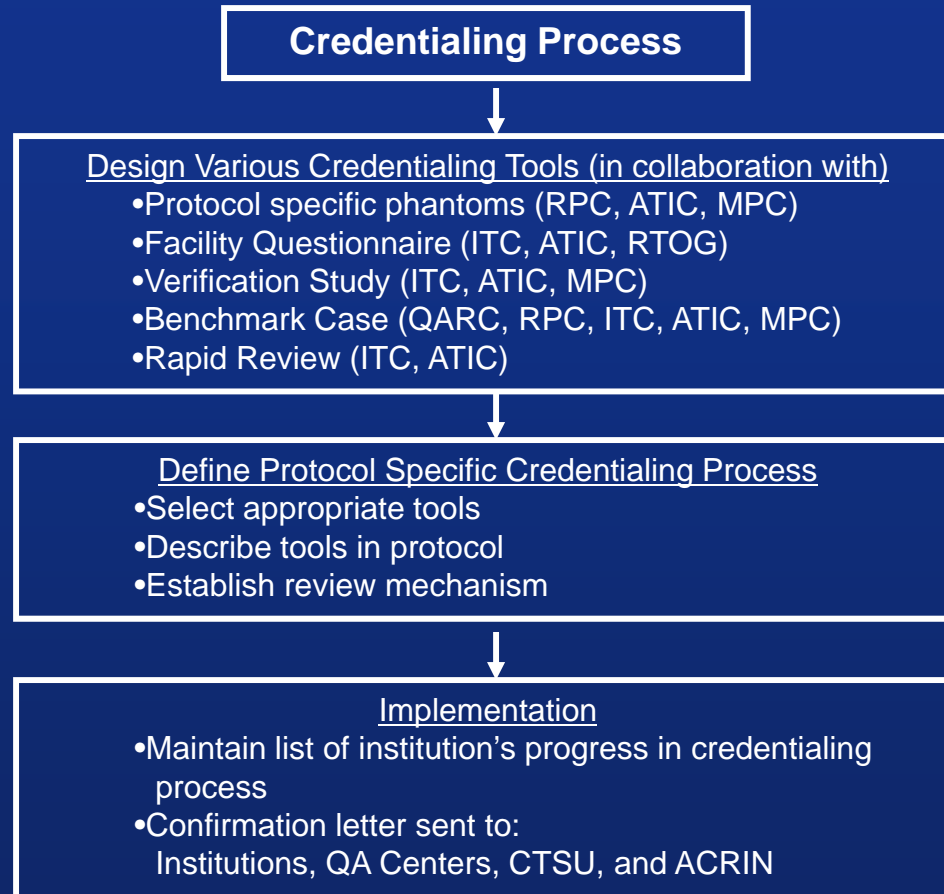 Credentialing Process
Design Various Credentialing Tools (in collaboration with)
•Protocol specific phantoms (RPC, ATIC, MPC)
•Facility Questionnaire (ITC, ATIC, RTOG)
•Verification Study (ITC, ATIC, MPC)
•Benchmark Case (QARC, RPC, ITC, ATIC, MPC)
•Rapid Review (ITC, ATIC)
Define Protocol Specific Credentialing Process
•Select appropriate tools
•Describe tools in protocol
•Establish review mechanism
Implementation
•Maintain list of institution’s progress in credentialing
process
•Confirmation letter sent to:
Institutions, QA Centers, CTSU, and ACRIN